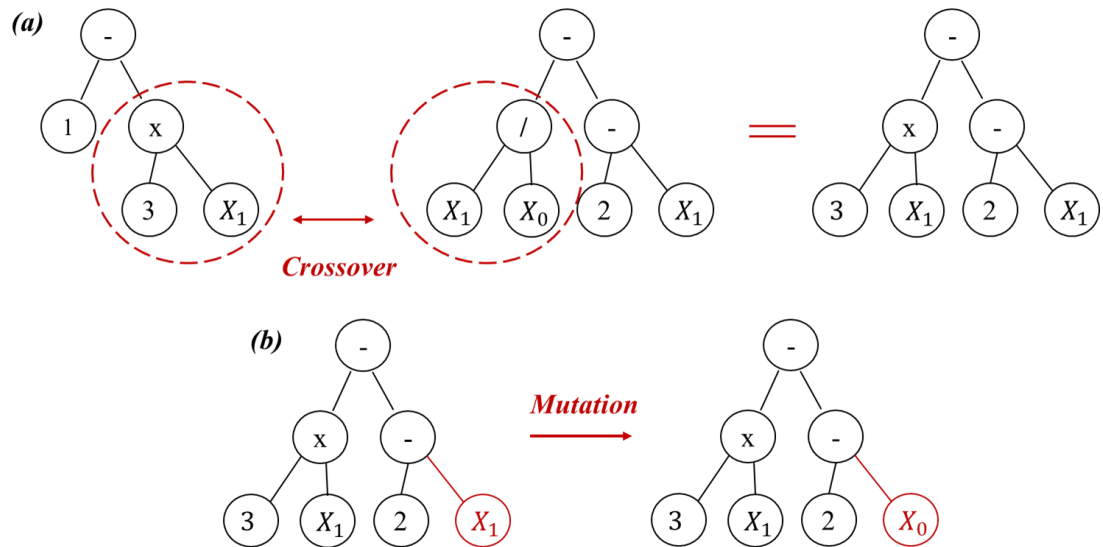 (a)
- - -
1 x / - x -
3 X₁ X₁ X₀ 2 X₁ 3 X₁ 2 X₁
Crossover
(b)
- -
Mutation
x - x -
3 X₁ 2 X₁ 3 X₁ 2 X₀